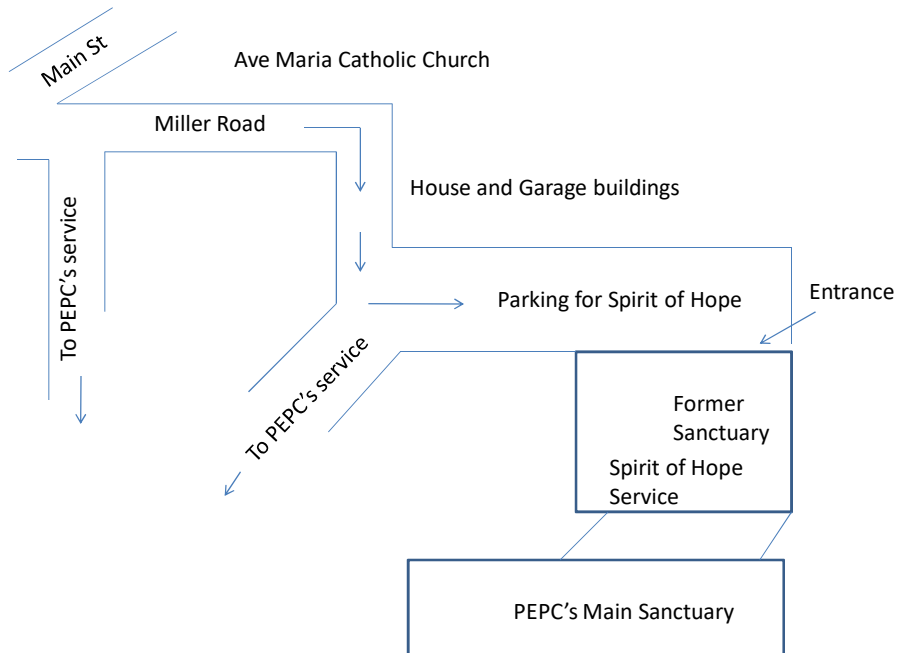 Main St
Ave Maria Catholic Church
Miller Road
House and Garage buildings
To PEPC's service
Parking for Spirit of Hope
Entrance
To PEPC's service
Former
Sanctuary
Spirit of Hope
Service
PEPC's Main Sanctuary